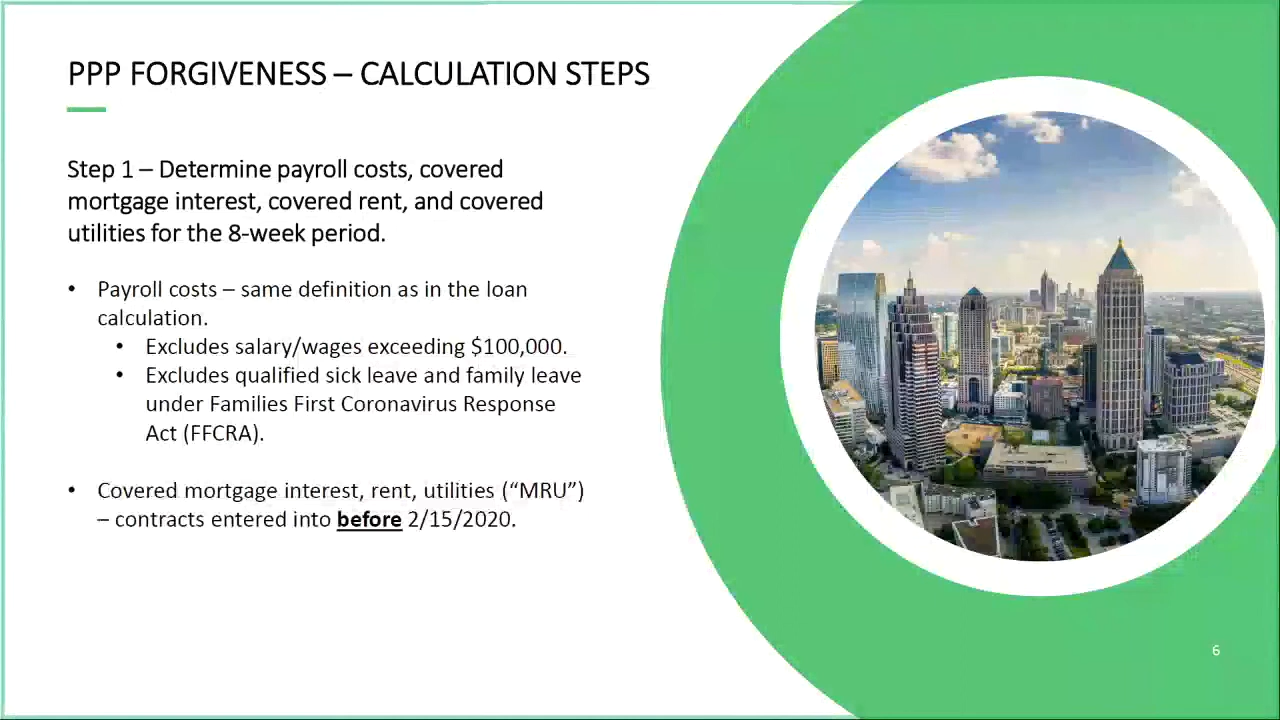 PPP FORGIVENESS – CALCULATION STEPS
Step 1 – Determine payroll costs, covered
mortgage interest, covered rent, and covered
utilities for the 8-week period.
• Payroll costs – same definition as in the loan
calculation.
• Excludes salary/wages exceeding $100,000.
• Excludes qualified sick leave and family leave
under Families First Coronavirus Response
Act (FFCRA).
• Covered mortgage interest, rent, utilities (“MRU”)
– contracts entered into before 2/15/2020.
6